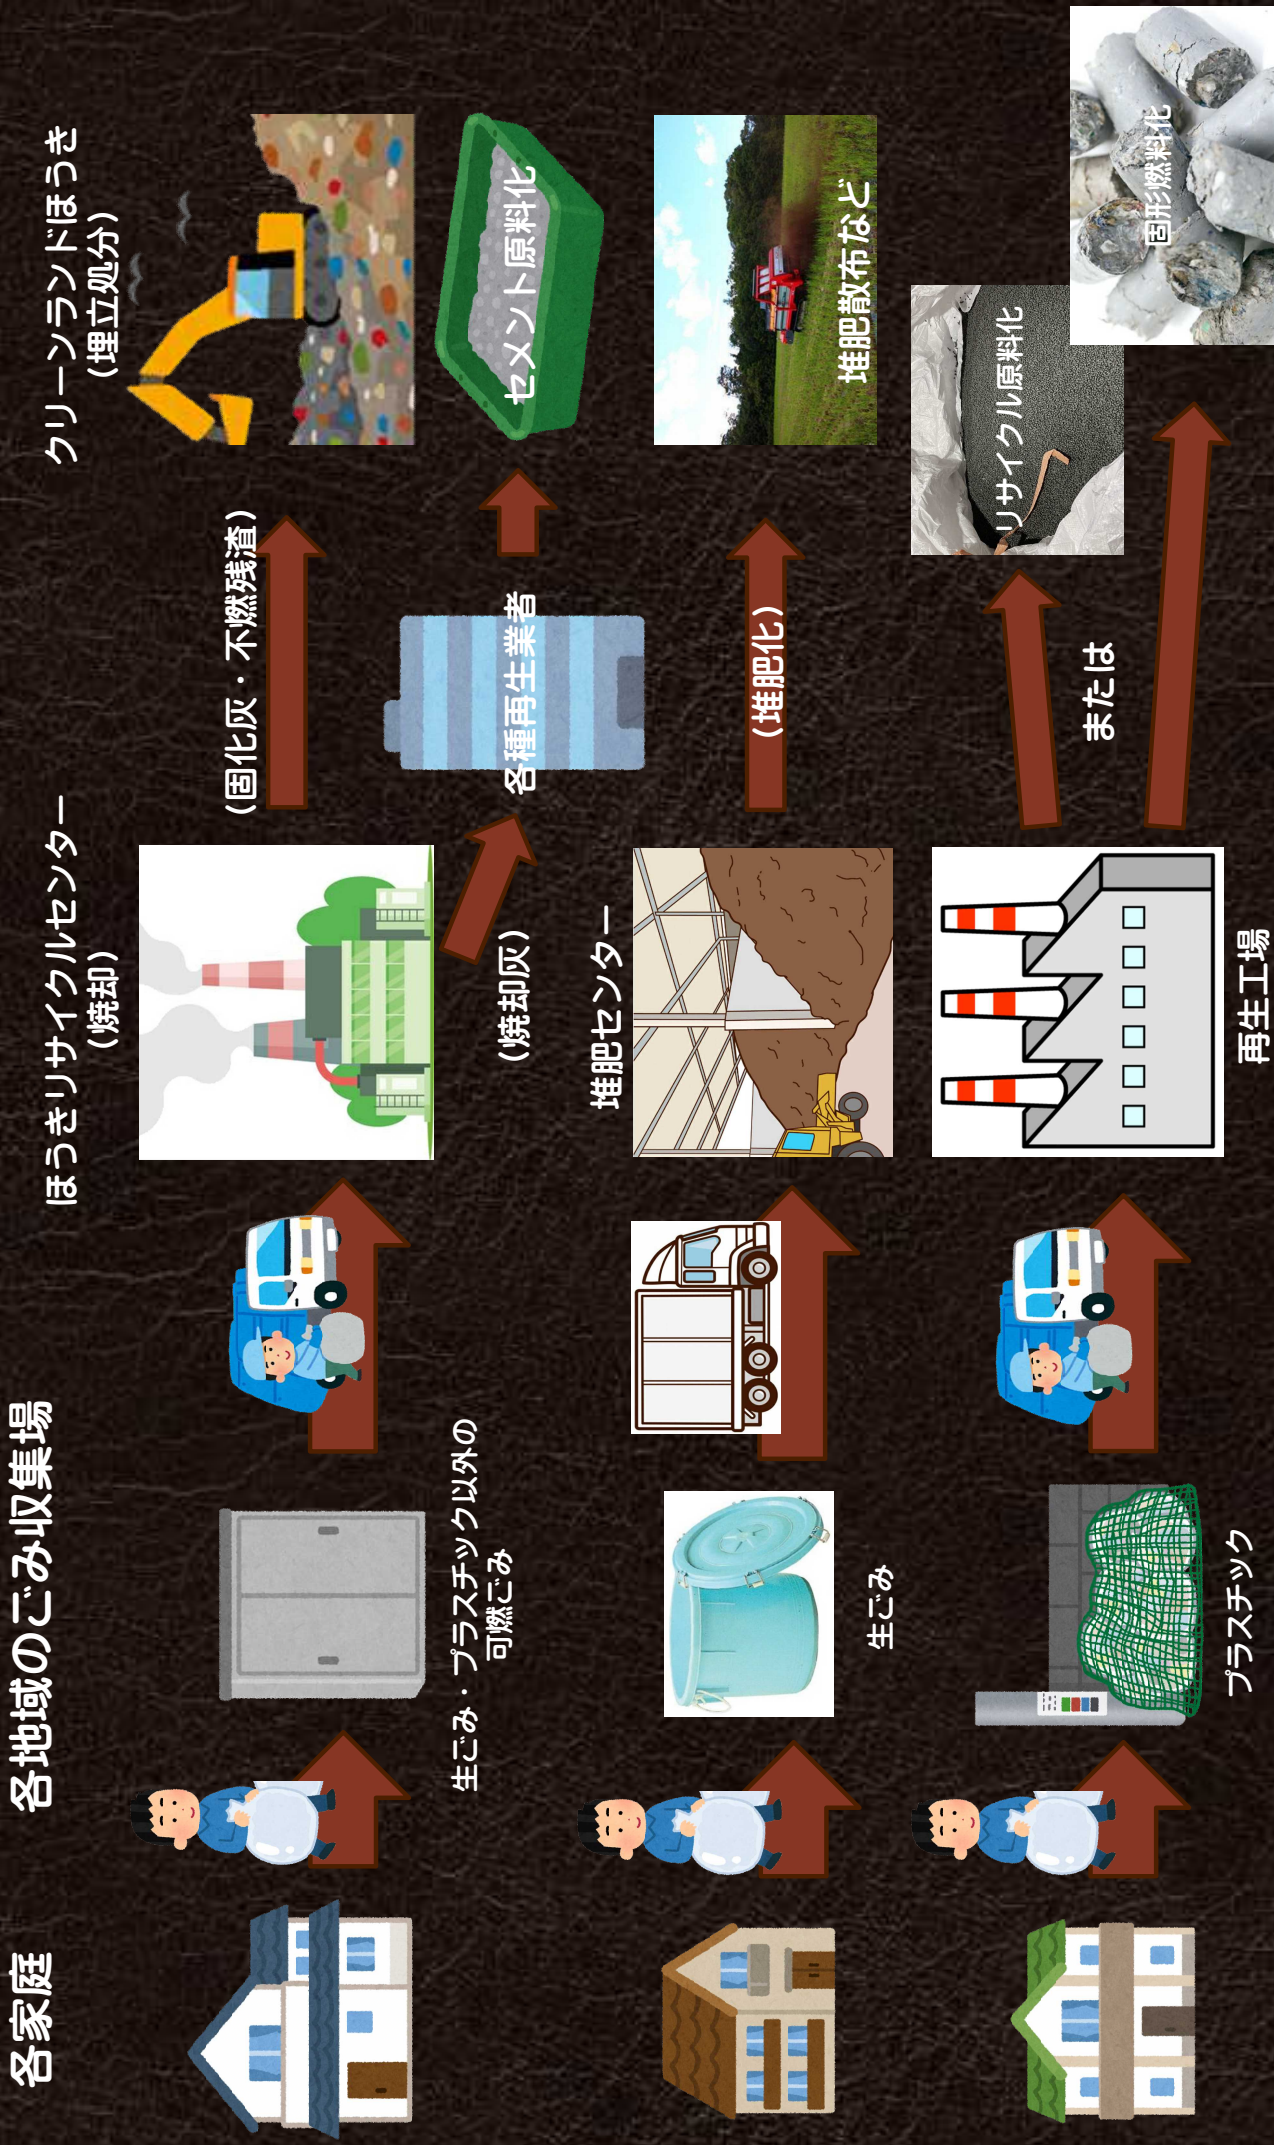 各家庭
各地域のごみ収集場
ほうきリサイクルセンター
(焼却)
クリーンランドほうき
(埋立処分)
(固化灰・不燃残渣)
生ごみ・プラスチック以外の
可燃ごみ
(焼却灰)
各種再生業者
セメント原料化
堆肥センター
生ごみ
(堆肥化)
堆肥散布など
プラスチック
再生工場
または
リサイクル原料化
固形燃料化